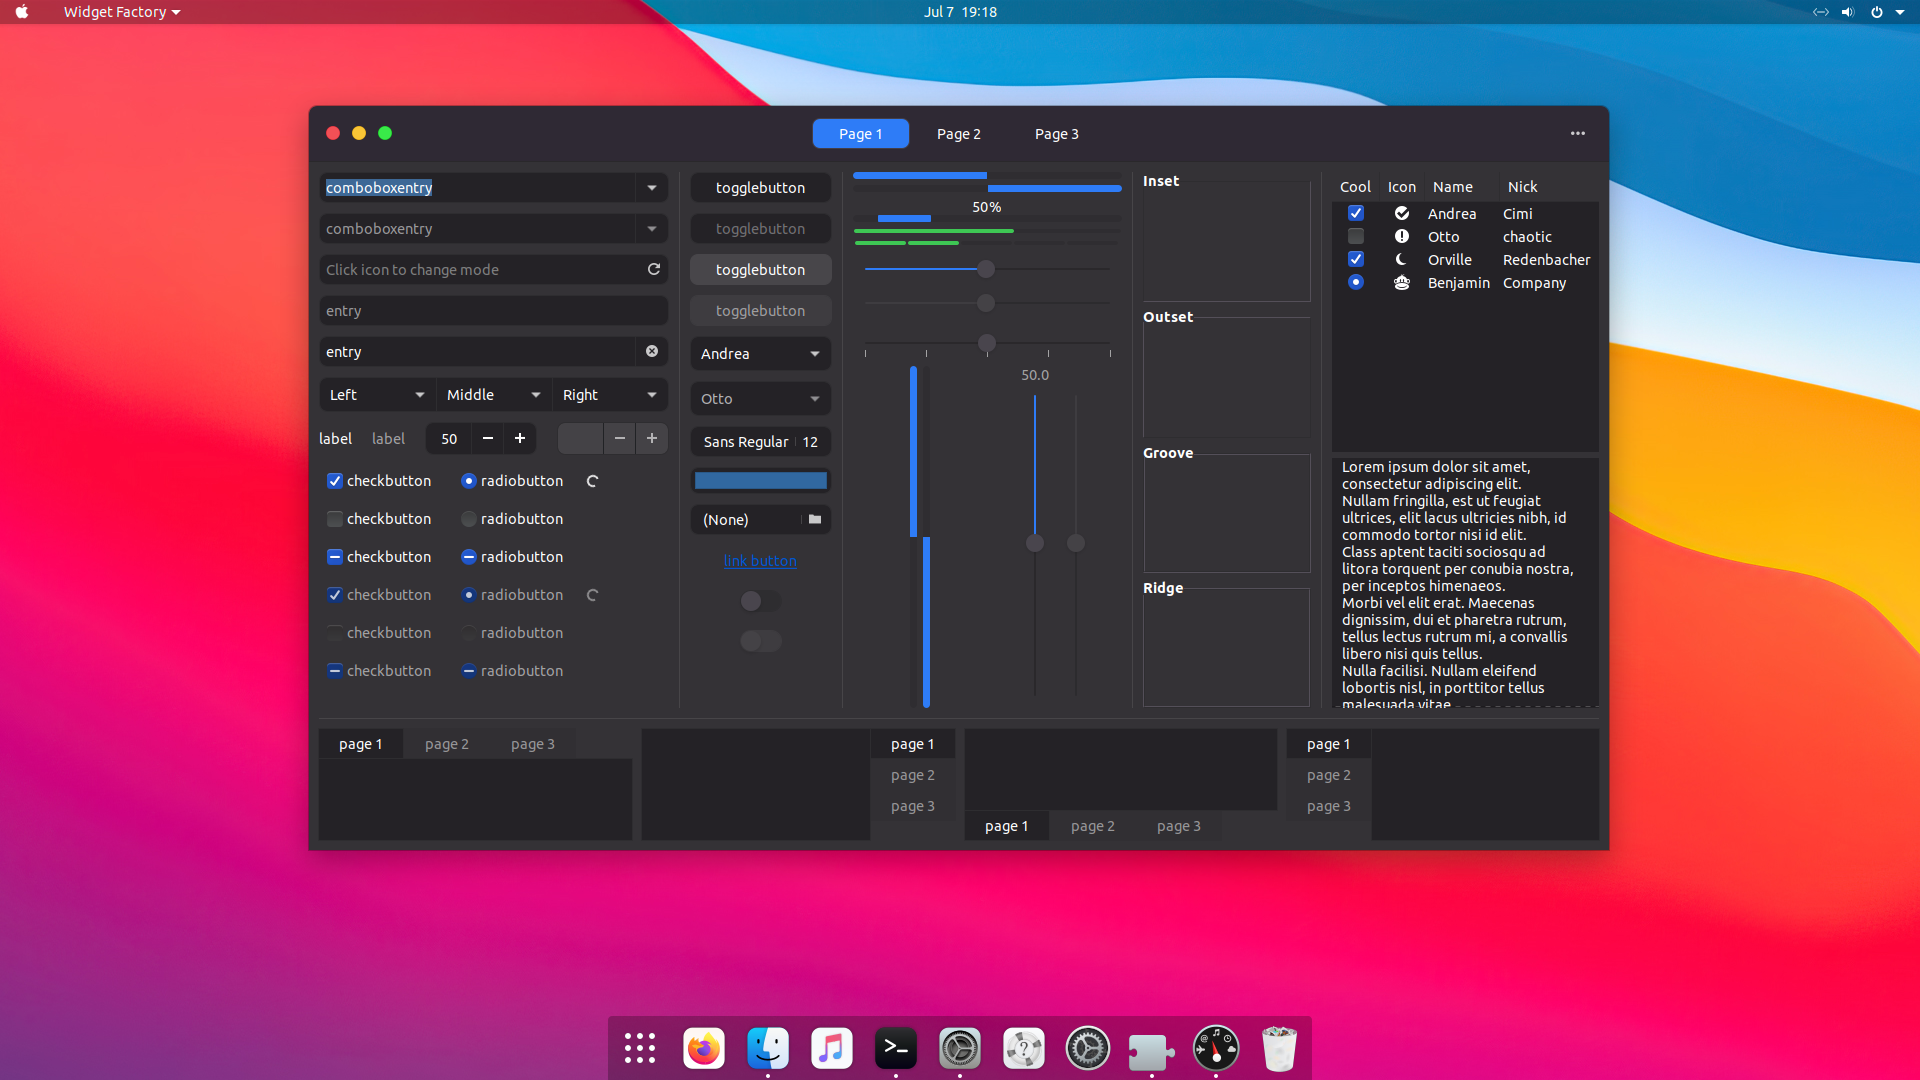 Widget Factory
Jul 7 19:18
Page 1
Page 2
Page 3
comboboxentry
comboboxentry
Click icon to change mode
entry
entry
Left
Middle
Right
label
label
50
checkbutton
radiobutton
checkbutton
radiobutton
checkbutton
radiobutton
checkbutton
radiobutton
checkbutton
radiobutton
checkbutton
radiobutton
togglebutton
togglebutton
togglebutton
togglebutton
Andrea
Otto
Sans Regular 12
(None)
link button
50%
50.0
Inset
Outset
Groove
Ridge
Cool Icon Name Nick
Andrea Cimi
Otto chaotic
Orville Redenbacher
Benjamin Company
Lorem ipsum dolor sit amet,
consectetur adipiscing elit.
Nullam fringilla, est ut feugiat
ultrices, elit lacus ultricies nibh, id
commodo tortor nisi id elit.
Class aptent taciti sociosqu ad
litora torquent per conubia nostra,
per inceptos himenaeos.
Morbi vel elit erat. Maecenas
dignissim, dui et pharetra rutrum,
tellus lectus rutrum mi, a convallis
libero nisi quis tellus.
Nulla facilisi. Nullam eleifend
lobortis nisl, in porttitor tellus
malesuada vitae
page 1
page 2
page 3
page 1
page 2
page 3
page 1
page 2
page 3
page 1
page 2
page 3